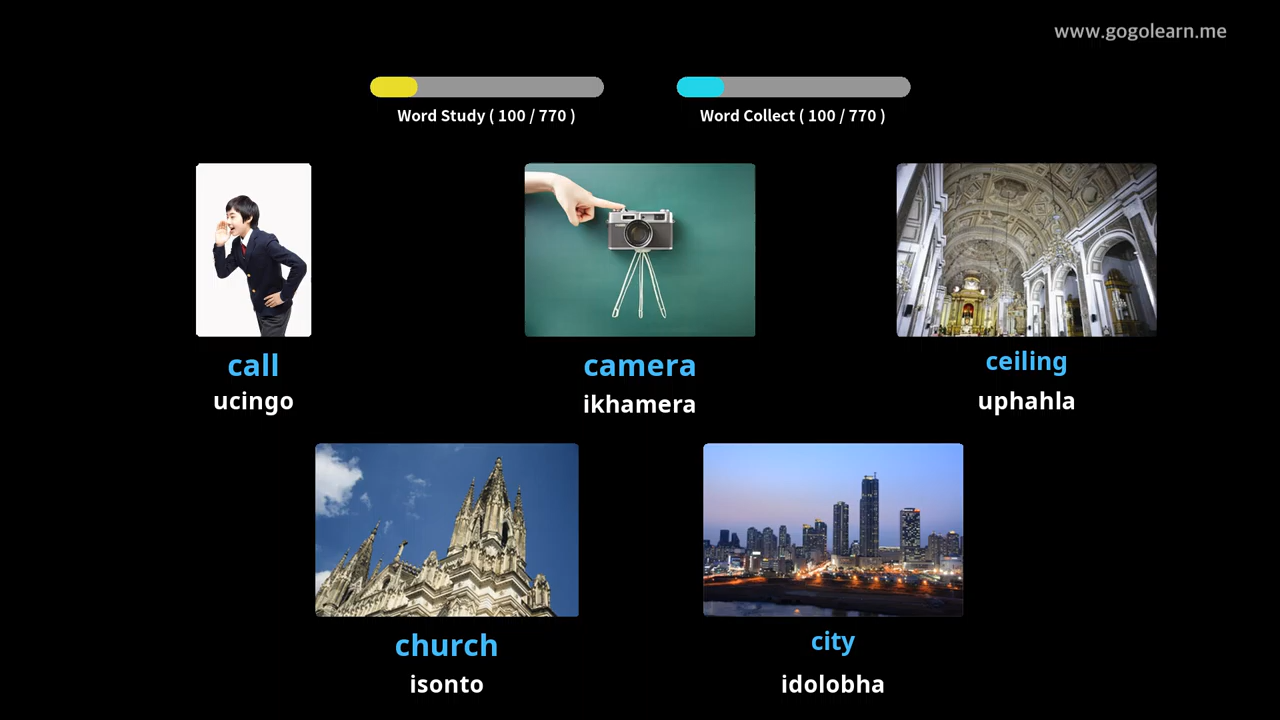 www.gogolearn.me
Word Study ( 100 / 770 )
Word Collect ( 100 / 770 )
call
ucingo
camera
ikhamera
ceiling
uphahla
church
isonto
city
idolobha